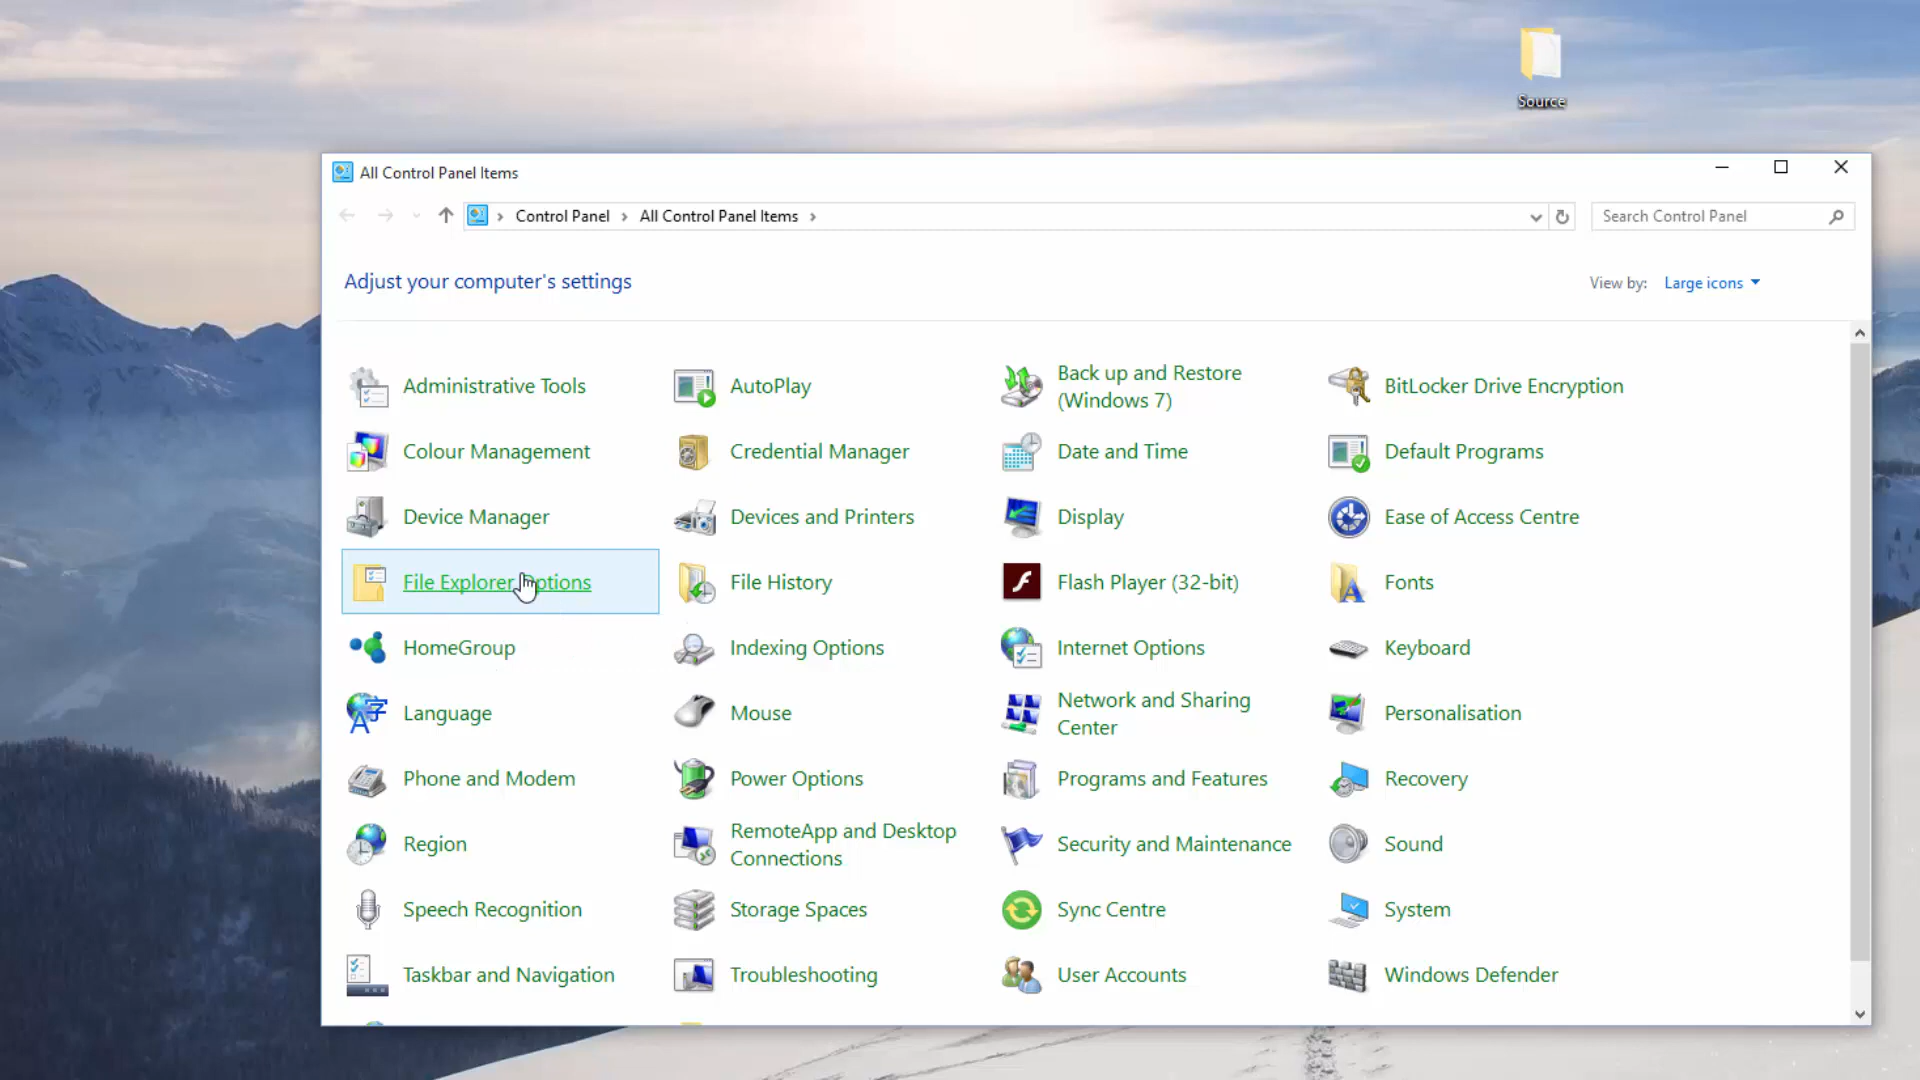 Source
All Control Panel Items
Control Panel
All Control Panel Items
Search Control Panel
Adjust your computer's settings
View by: Large icons
Administrative Tools
AutoPlay
Back up and Restore
(Windows 7)
BitLocker Drive Encryption
Colour Management
Credential Manager
Date and Time
Default Programs
Device Manager
Devices and Printers
Display
Ease of Access Centre
File Explorer Options
File History
Flash Player (32-bit)
Fonts
HomeGroup
Indexing Options
Internet Options
Keyboard
Language
Mouse
Network and Sharing
Center
Personalisation
Phone and Modem
Power Options
Programs and Features
Recovery
Region
RemoteApp and Desktop
Connections
Security and Maintenance
Sound
Speech Recognition
Storage Spaces
Sync Centre
System
Taskbar and Navigation
Troubleshooting
User Accounts
Windows Defender